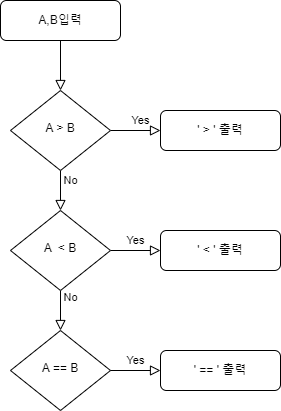 A,B입력
A > B
Yes
' > ' 출력
No
A < B
Yes
' < ' 출력
No
A == B
Yes
' == ' 출력